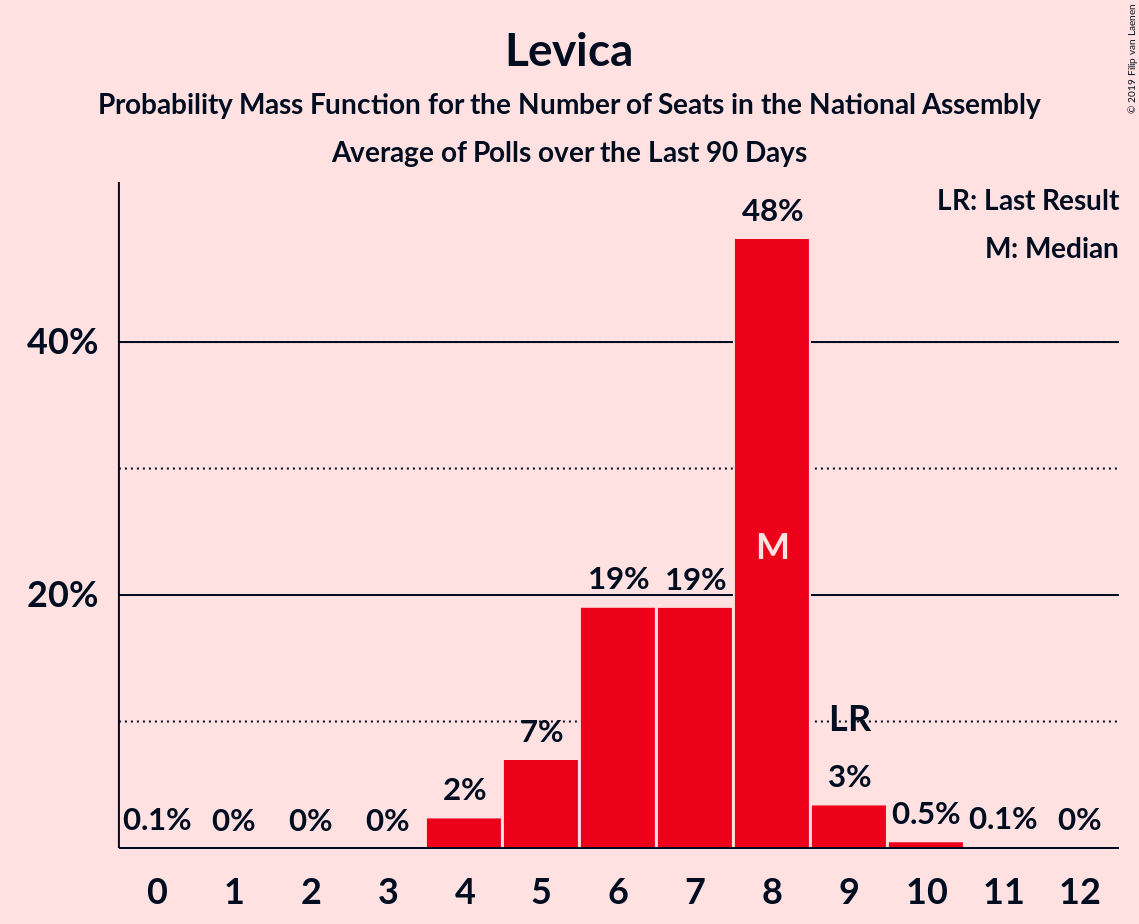 Levica
Probability Mass Function for the Number of Seats in the National Assembly
Average of Polls over the Last 90 Days
© 2019 Filip van Laenen
LR: Last Result
M: Median
40%
20%
0.1%
0%
0%
0%
2%
7%
19%
19%
48%
M
LR
3%
0.5%
0.1%
0%
0 1 2 3 4 5 6 7 8 9 10 11 12